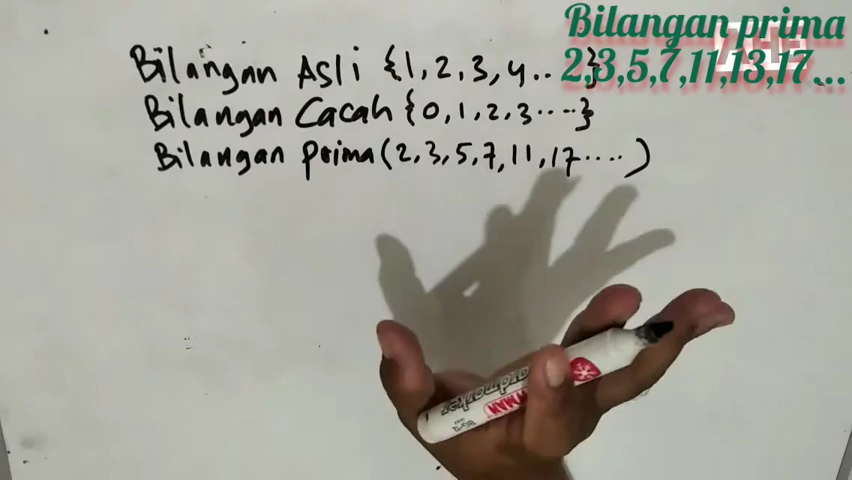 Bilangan prima
2,3,5,7,11,13,17...
Bilangan Asli {1, 2, 3, 4.. }
Bilangan Cacah {0, 1, 2, 3....}
Bilangan prima (2, 3, 5, 7, 11, 17....)
SNOWMAN